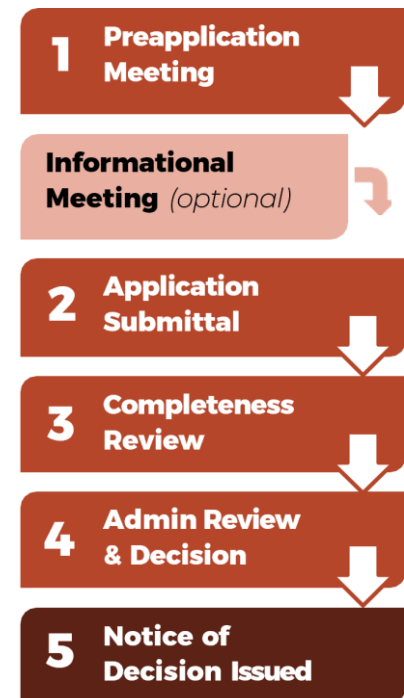 1 Preapplication
Meeting
Informational
Meeting (optional)
2 Application
Submittal
3 Completeness
Review
4 Admin Review
& Decision
5 Notice of
Decision Issued